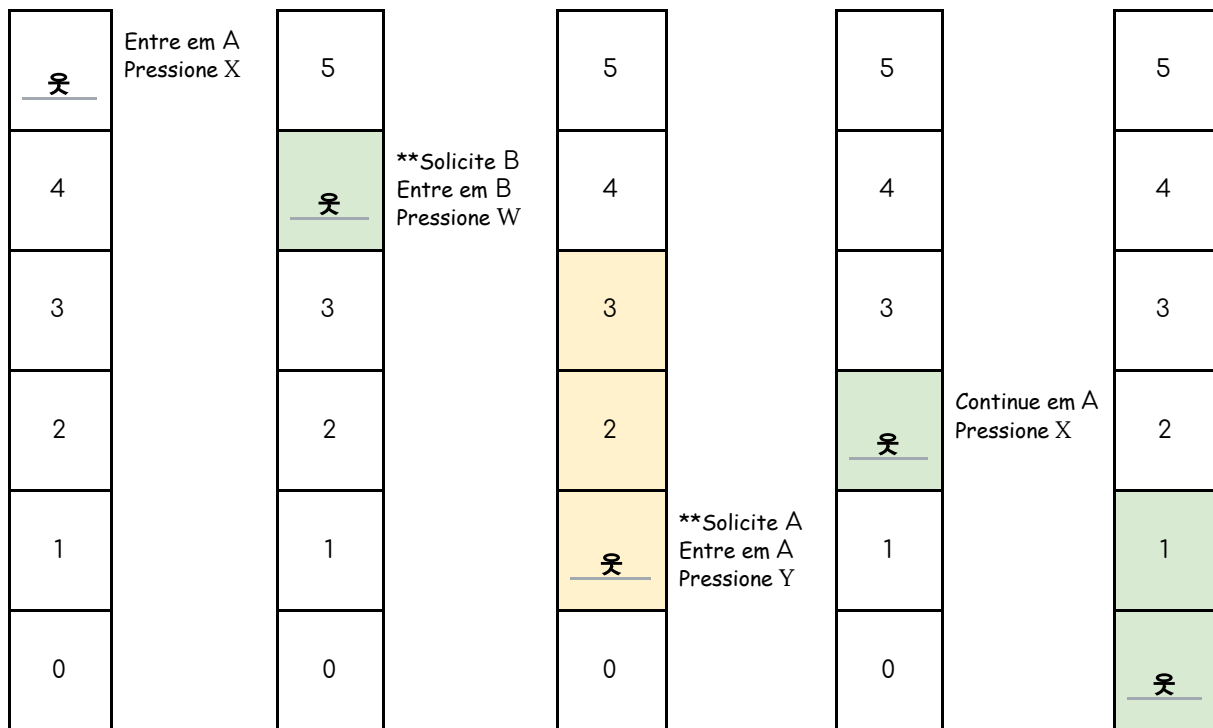 Entre em A
Pressione X
5
5
5
5
4
**Solicite B
Entre em B
Pressione W
4
4
4
3
3
3
3
3
2
2
2
Continue em A
Pressione X
2
1
1
**Solicite A
Entre em A
Pressione Y
1
1
0
0
0
0